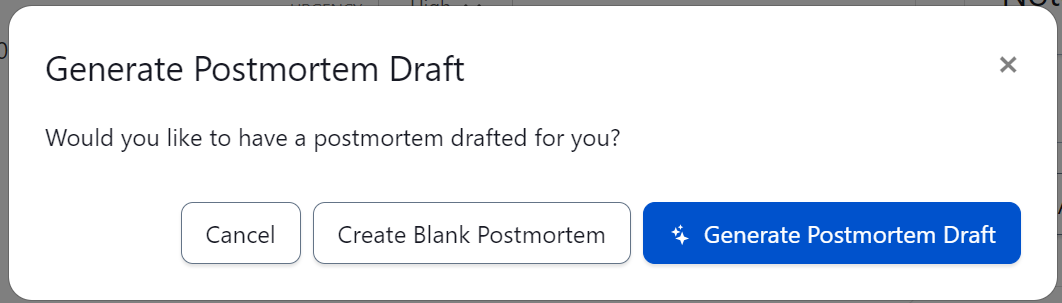 Generate Postmortem Draft
Would you like to have a postmortem drafted for you?
Cancel
Create Blank Postmortem
Generate Postmortem Draft